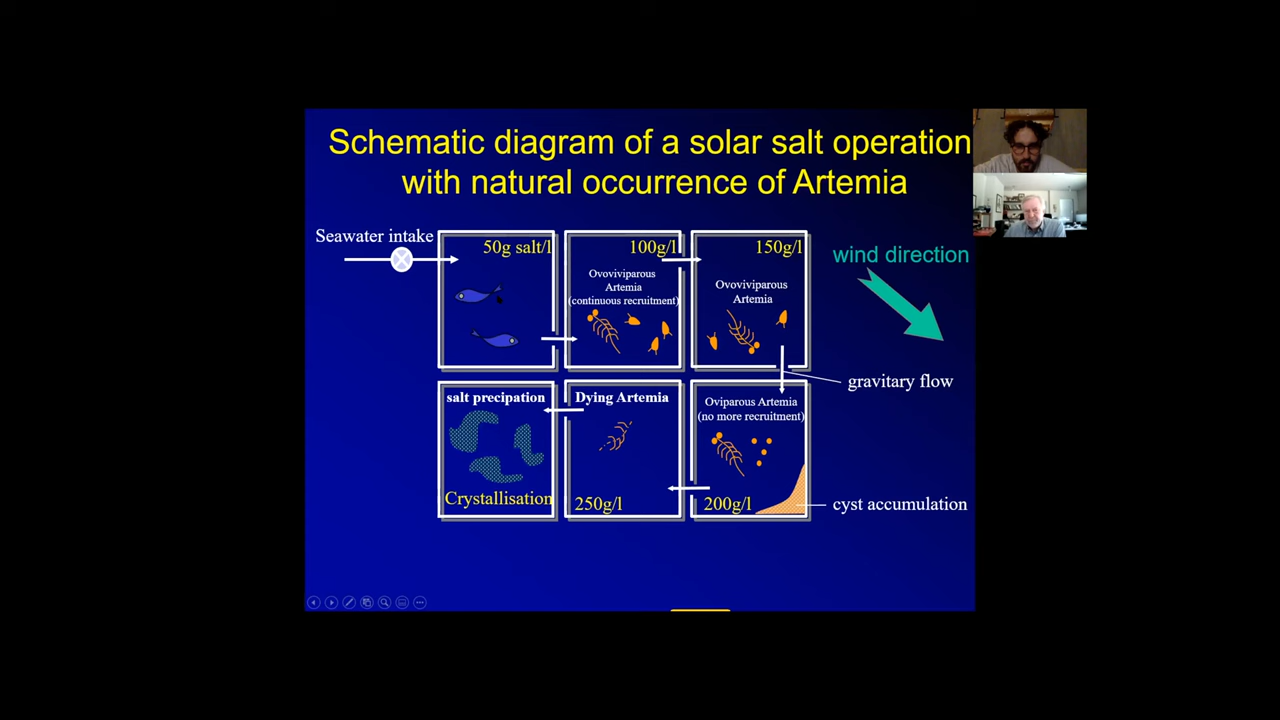 Schematic diagram of a solar salt operation
with natural occurrence of Artemia
Seawater intake
50g salt/l
100g/l
Ovoviviparous
Artemia
(continuous recruitment)
150g/l
Ovoviviparous
Artemia
wind direction
gravitary flow
salt precipation
Crystallisation
Dying Artemia
250g/l
Oviparous Artemia
(no more recruitment)
200g/l
cyst accumulation